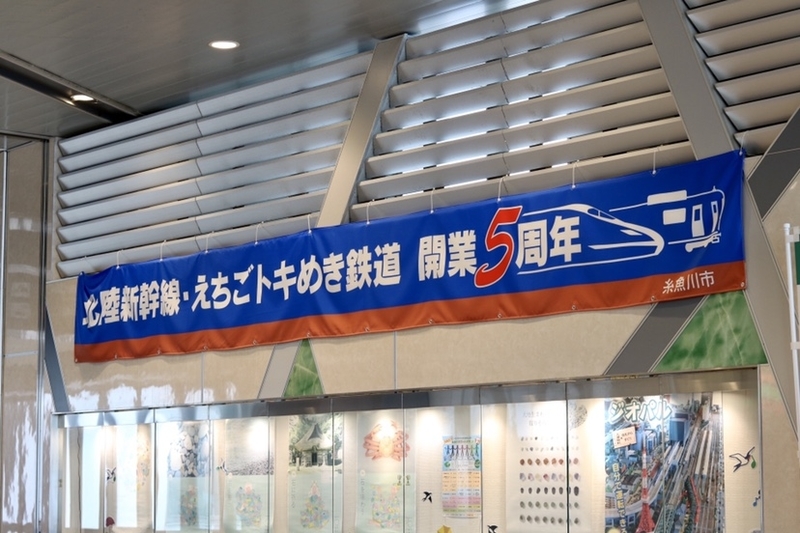 北陸新幹線・えちごトキめき鉄道 開業5周年
糸魚川市
ジオパル